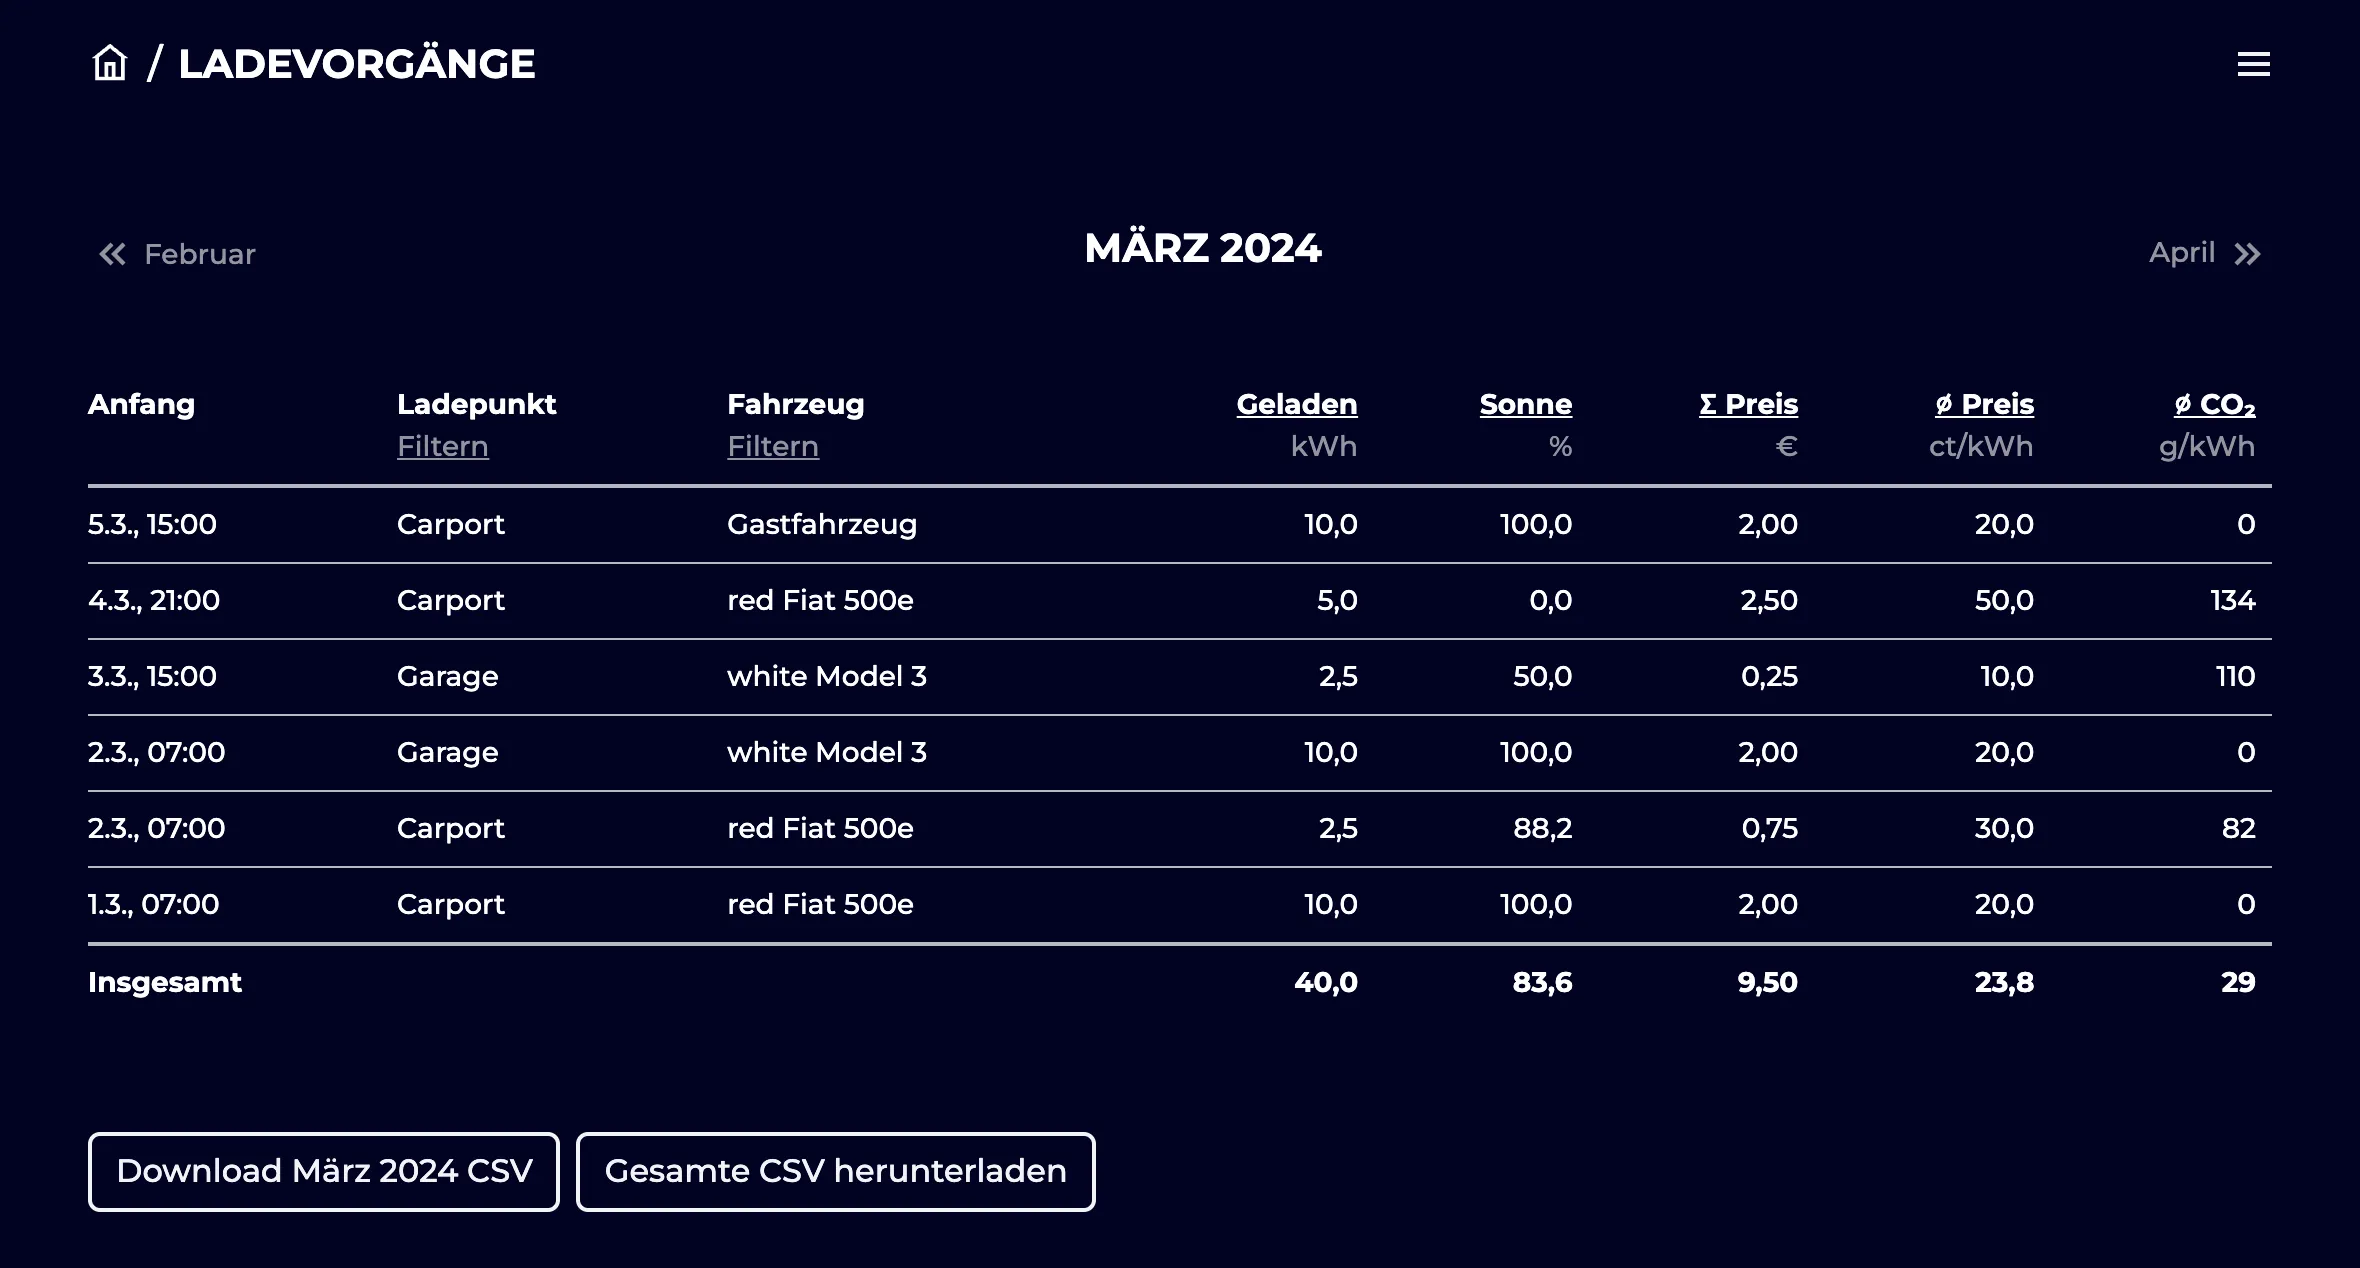 / LADEVORGÄNGE
Februar MÄRZ 2024 April
Anfang Ladepunkt Fahrzeug Geladen Sonne Σ Preis ø Preis ø CO₂
Filtern Filtern kWh % € ct/kWh g/kWh
5.3., 15:00 Carport Gastfahrzeug 10,0 100,0 2,00 20,0 0
4.3., 21:00 Carport red Fiat 500e 5,0 0,0 2,50 50,0 134
3.3., 15:00 Garage white Model 3 2,5 50,0 0,25 10,0 110
2.3., 07:00 Garage white Model 3 10,0 100,0 2,00 20,0 0
2.3., 07:00 Carport red Fiat 500e 2,5 88,2 0,75 30,0 82
1.3., 07:00 Carport red Fiat 500e 10,0 100,0 2,00 20,0 0
Insgesamt 40,0 83,6 9,50 23,8 29
Download März 2024 CSV Gesamte CSV herunterladen